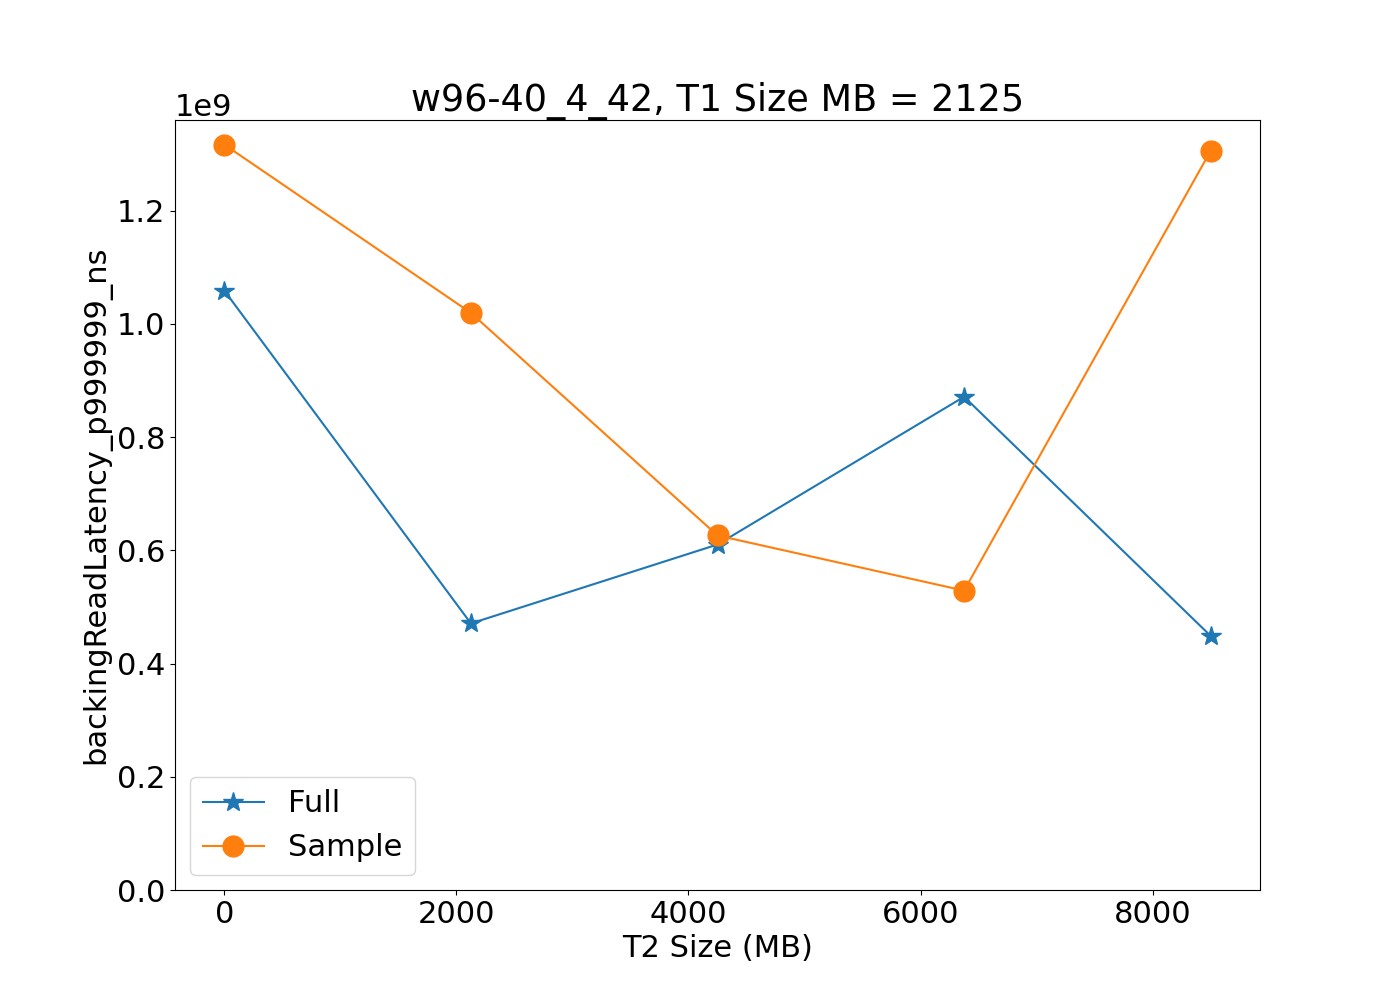 w96-40_4_42, T1 Size MB = 2125
1e9
1.2
1.0
0.8
0.6
0.4
0.2
0.0
backingReadLatency_p999999_ns
Full
Sample
0 2000 4000 6000 8000
T2 Size (MB)